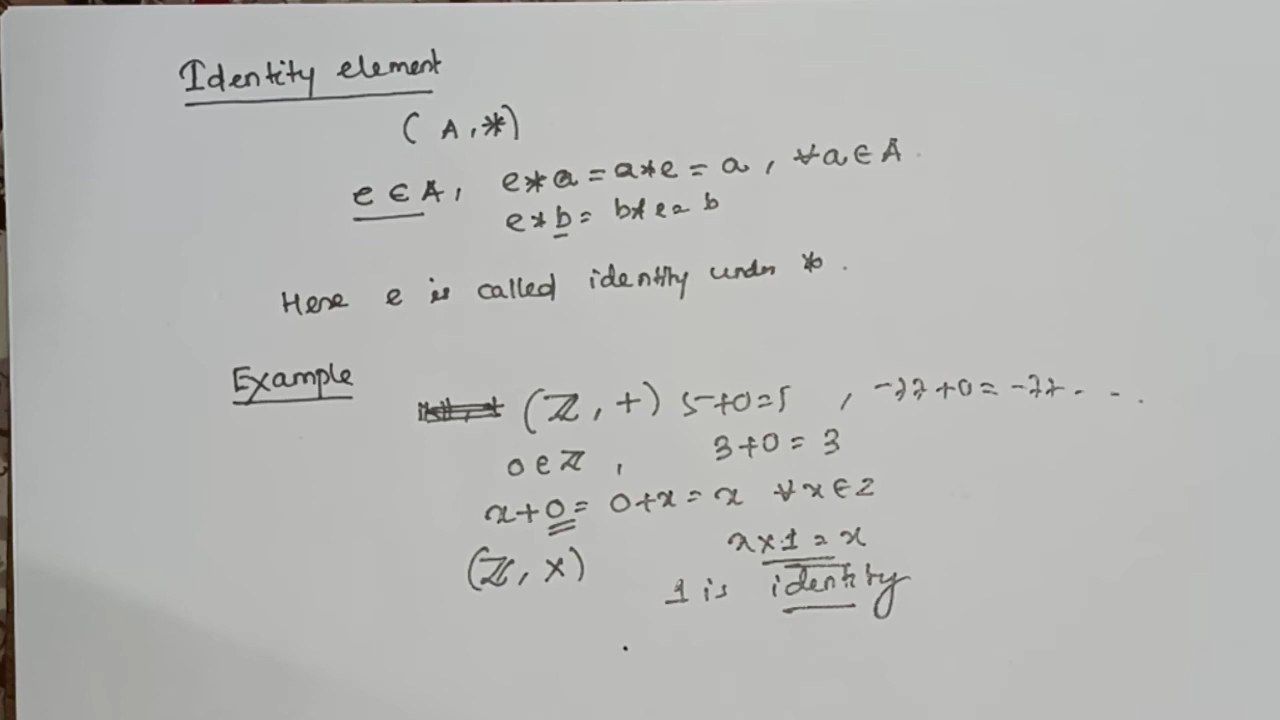 Identity element
(A, *)
e ∈ A, e * a = a * e = a, ∀ a ∈ A.
e * b = b * e = b
Here e is called identity under *.
Example
(ℤ, +) 5+0=5, -77+0=-77. - .
0 ∈ ℤ, 3+0=3
x+0=0+x=x ∀ x ∈ Z
(ℤ, ×) x×1=x
1 is identity